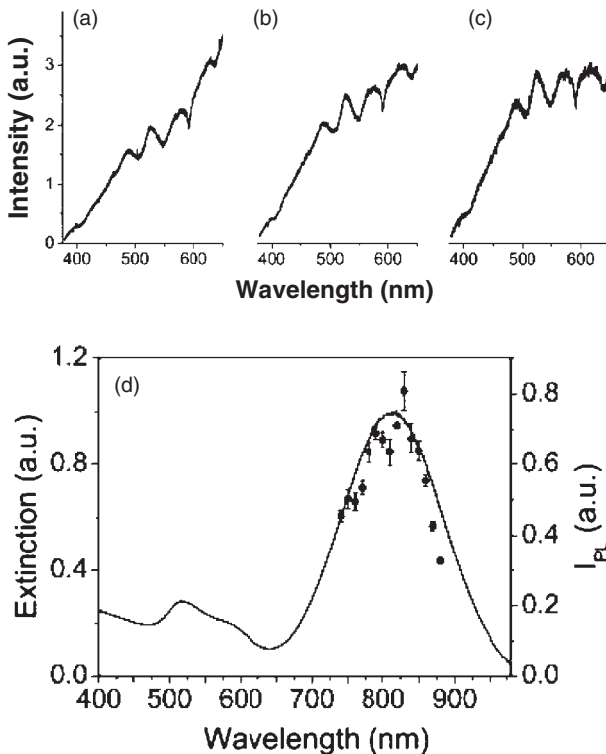 (a) (b) (c)
Intensity (a.u.)
3
2
1
0
400 500 600
400 500 600
400 500 600
Wavelength (nm)
(d)
Extinction (a.u.)
1.2
0.8
0.4
0.0
I_PL (a.u.)
0.8
0.6
0.4
0.2
0.0
400 500 600 700 800 900
Wavelength (nm)